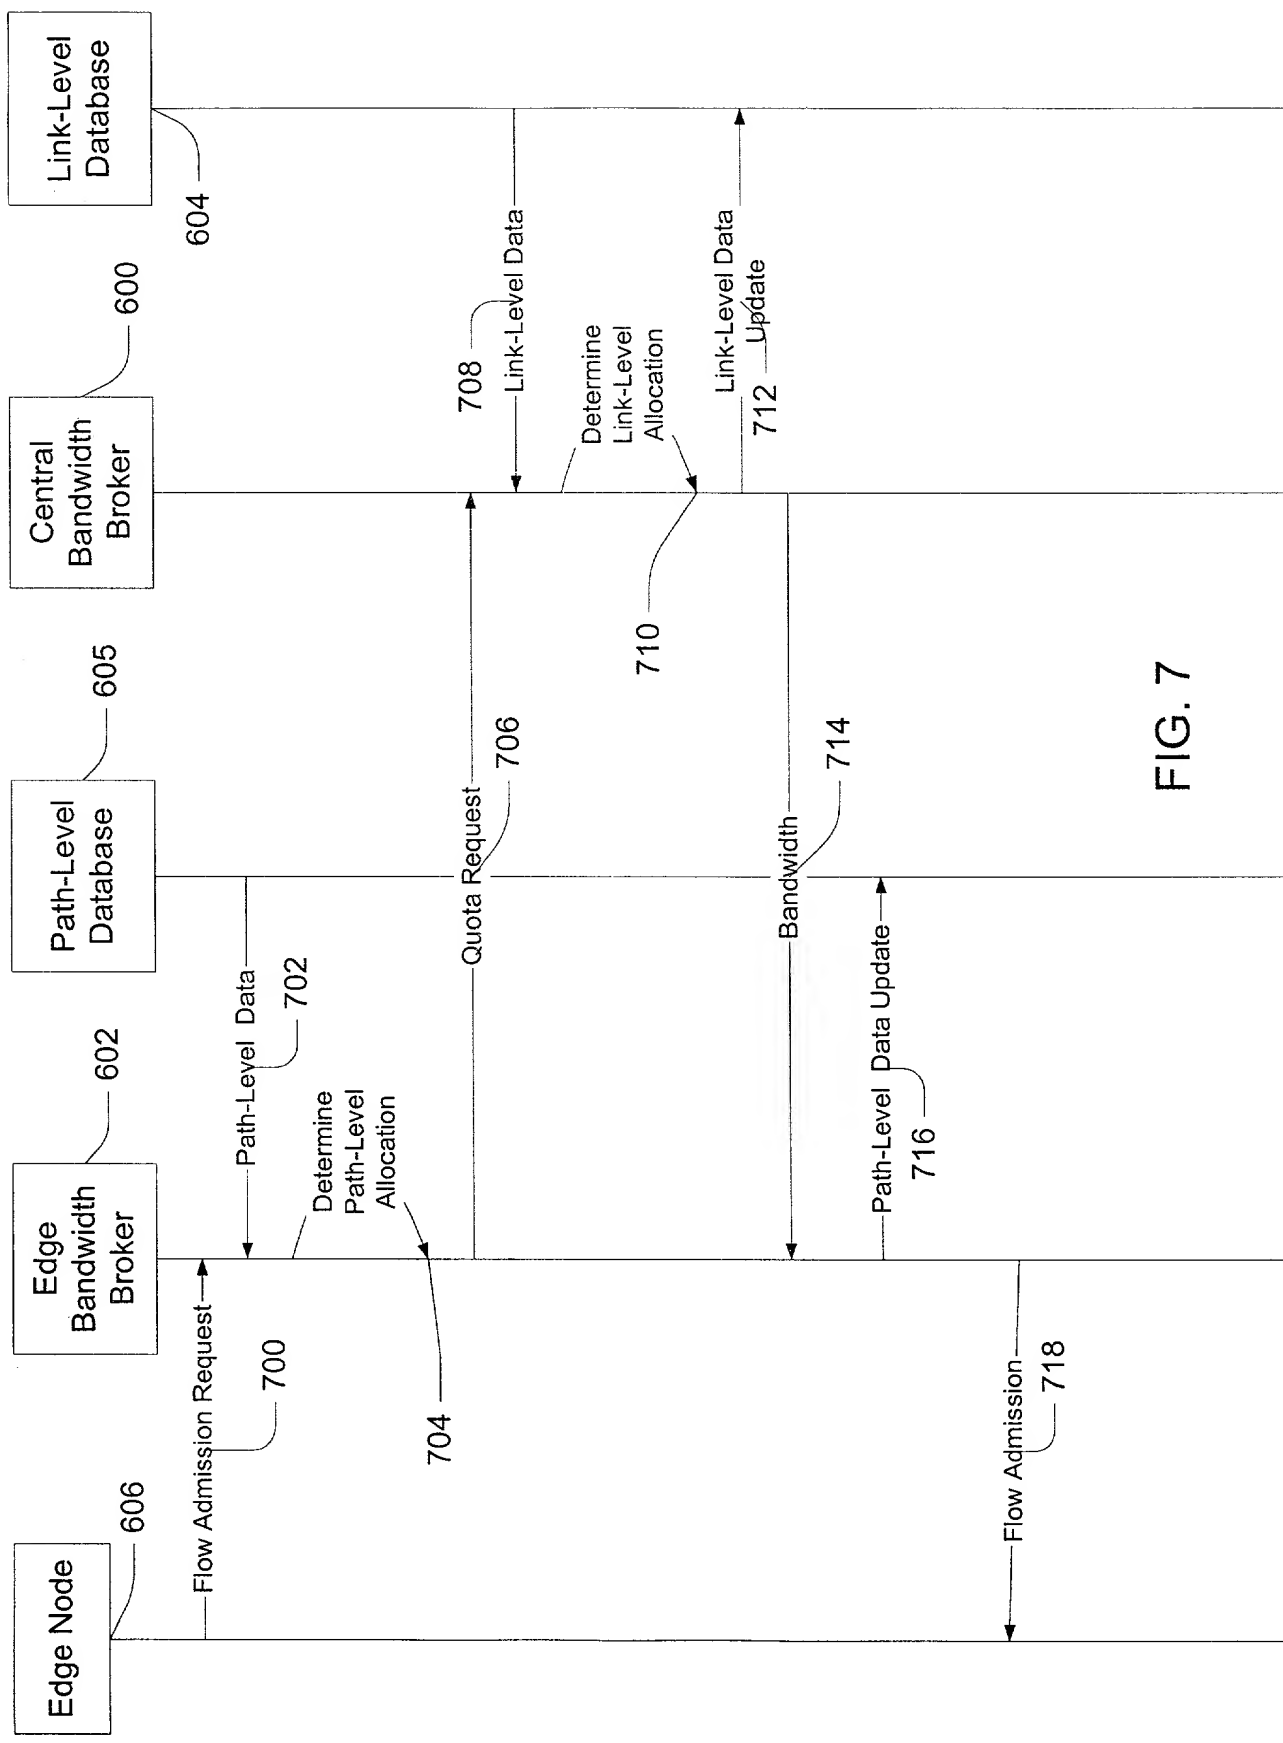 Edge Node
606
Edge
Bandwidth
Broker
602
Path-Level
Database
605
Central
Bandwidth
Broker
600
Link-Level
Database
604
Flow Admission Request
700
Path-Level Data
702
Determine
Path-Level
Allocation
704
Quota Request
706
708
Link-Level Data
Determine
Link-Level
Allocation
710
Link-Level Data
Update
712
Bandwidth
714
Path-Level Data Update
716
Flow Admission
718
FIG. 7